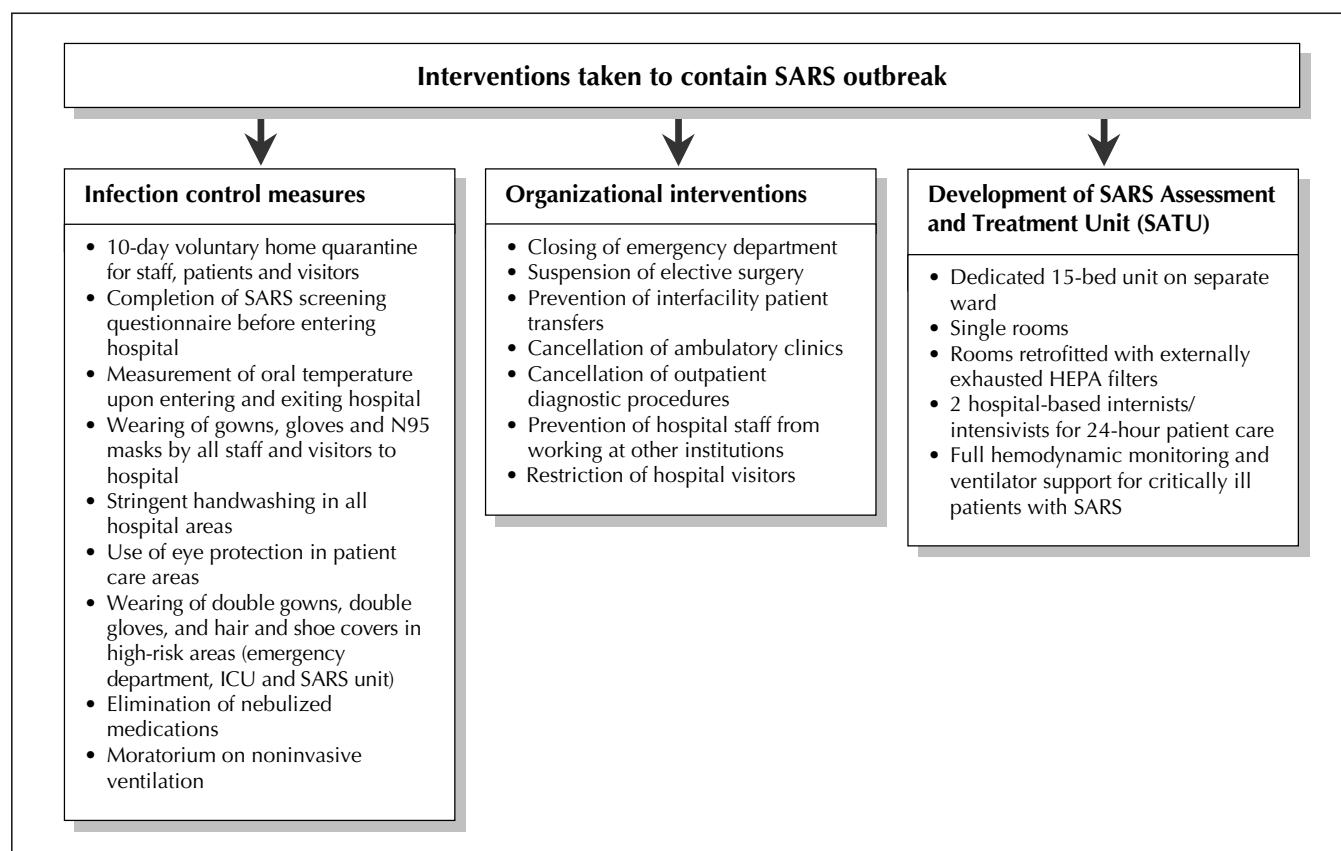 Interventions taken to contain SARS outbreak
Infection control measures
• 10-day voluntary home quarantine
for staff, patients and visitors
• Completion of SARS screening
questionnaire before entering
hospital
• Measurement of oral temperature
upon entering and exiting hospital
• Wearing of gowns, gloves and N95
masks by all staff and visitors to
hospital
• Stringent handwashing in all
hospital areas
• Use of eye protection in patient
care areas
• Wearing of double gowns, double
gloves, and hair and shoe covers in
high-risk areas (emergency
department, ICU and SARS unit)
• Elimination of nebulized
medications
• Moratorium on noninvasive
ventilation
Organizational interventions
• Closing of emergency department
• Suspension of elective surgery
• Prevention of interfacility patient
transfers
• Cancellation of ambulatory clinics
• Cancellation of outpatient
diagnostic procedures
• Prevention of hospital staff from
working at other institutions
• Restriction of hospital visitors
Development of SARS Assessment
and Treatment Unit (SATU)
• Dedicated 15-bed unit on separate
ward
• Single rooms
• Rooms retrofitted with externally
exhausted HEPA filters
• 2 hospital-based internists/
intensivists for 24-hour patient care
• Full hemodynamic monitoring and
ventilator support for critically ill
patients with SARS